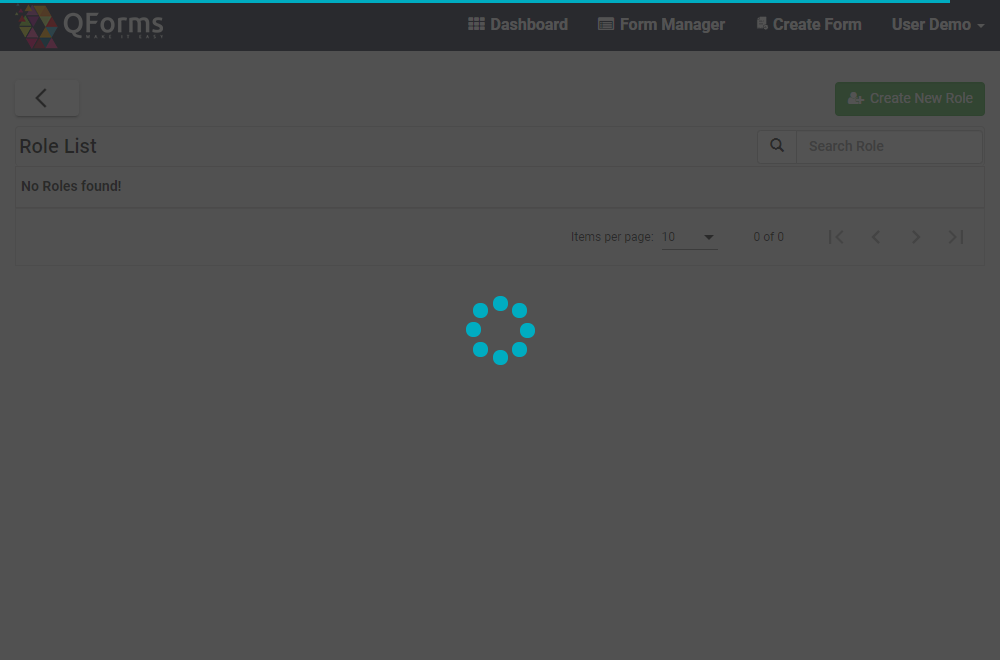 QForms
MAKE IT EASY
Dashboard
Form Manager
Create Form
User Demo
Create New Role
Role List
Search Role
No Roles found!
Items per page: 10
0 of 0